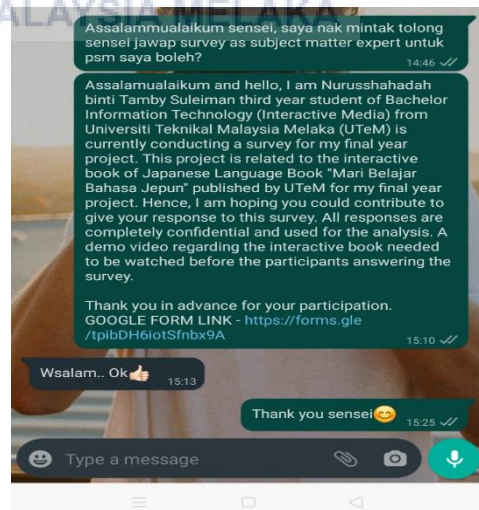 MALAYSIA MELAKA
Assalammualaikum sensei, saya nak mintak tolong
sensei jawap survey as subject matter expert untuk
psm saya boleh?
14:46
Assalamualaikum and hello, I am Nurusshahadah
binti Tamby Suleiman third year student of Bachelor
Information Technology (Interactive Media) from
Universiti Teknikal Malaysia Melaka (UTeM) is
currently conducting a survey for my final year
project. This project is related to the interactive
book of Japanese Language Book "Mari Belajar
Bahasa Jepun" published by UTeM for my final year
project. Hence, I am hoping you could contribute to
give your response to this survey. All responses are
completely confidential and used for the analysis. A
demo video regarding the interactive book needed
to be watched before the participants answering the
survey.
Thank you in advance for your participation.
GOOGLE FORM LINK - https://forms.gle
/tpibDH6iotSfnbx9A
15:10
Wsalam.. Ok👍🏻
15:13
Thank you sensei😊
15:25
Type a message